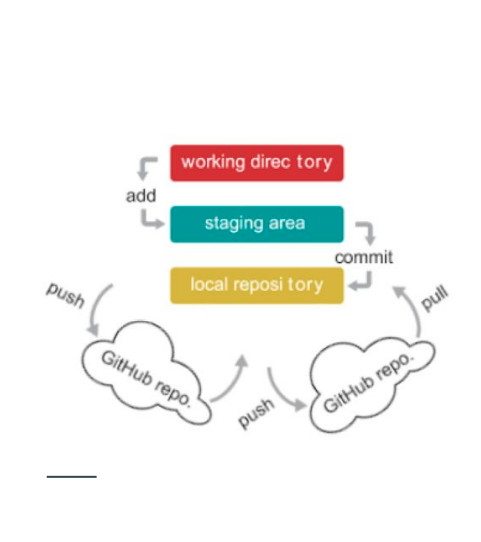 working direc tory
add
staging area
commit
local reposi tory
push
pull
GitHub repo.
GitHub repo.
push